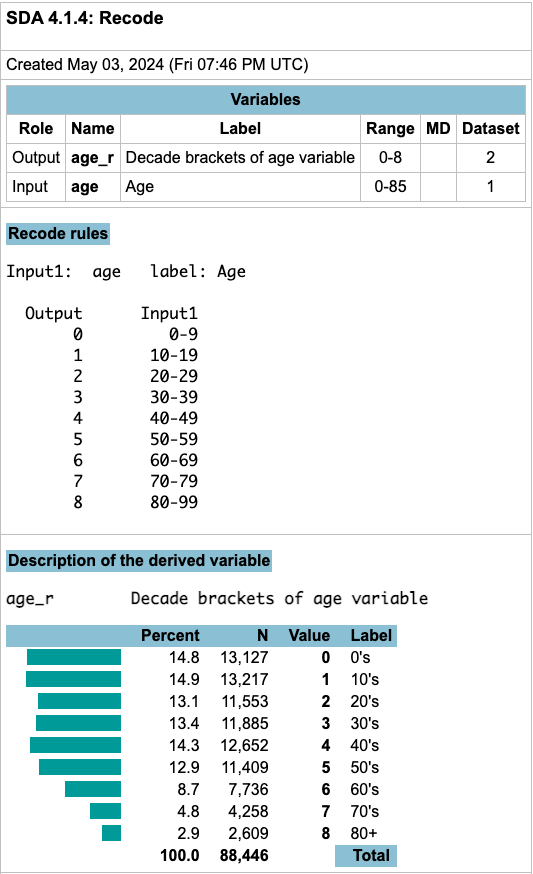 SDA 4.1.4: Recode
Created May 03, 2024 (Fri 07:46 PM UTC)
Variables
Role Name Label Range MD Dataset
Output age_r Decade brackets of age variable 0-8 2
Input age Age 0-85 1
Recode rules
Input1: age label: Age
Output Input1
0 0-9
1 10-19
2 20-29
3 30-39
4 40-49
5 50-59
6 60-69
7 70-79
8 80-99
Description of the derived variable
age_r Decade brackets of age variable
Percent N Value Label
14.8 13,127 0 0's
14.9 13,217 1 10's
13.1 11,553 2 20's
13.4 11,885 3 30's
14.3 12,652 4 40's
12.9 11,409 5 50's
8.7 7,736 6 60's
4.8 4,258 7 70's
2.9 2,609 8 80+
100.0 88,446 Total